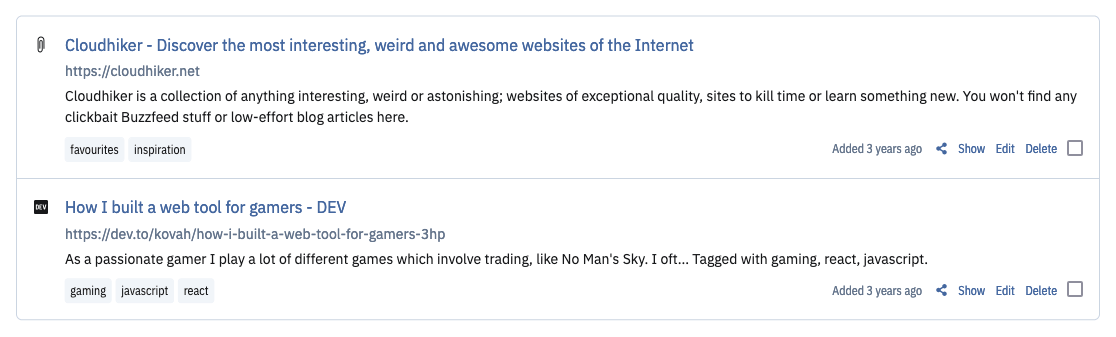 Cloudhiker - Discover the most interesting, weird and awesome websites of the Internet
https://cloudhiker.net
Cloudhiker is a collection of anything interesting, weird or astonishing; websites of exceptional quality, sites to kill time or learn something new. You won't find any
clickbait Buzzfeed stuff or low-effort blog articles here.
favourites inspiration Added 3 years ago Show Edit Delete
DEV How I built a web tool for gamers - DEV
https://dev.to/kovah/how-i-built-a-web-tool-for-gamers-3hp
As a passionate gamer I play a lot of different games which involve trading, like No Man's Sky. I oft... Tagged with gaming, react, javascript.
gaming javascript react Added 3 years ago Show Edit Delete